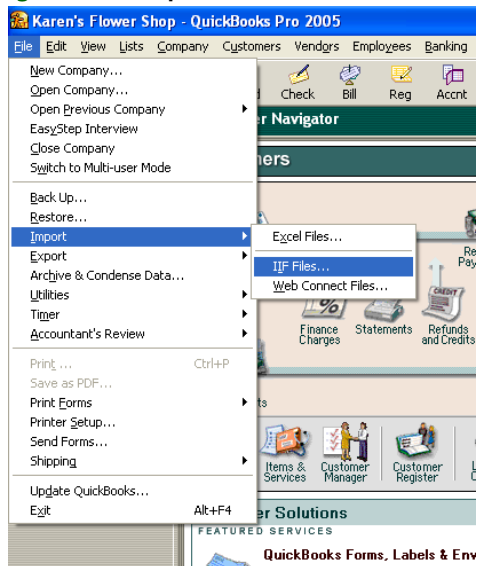 Karen's Flower Shop - QuickBooks Pro 2005
File Edit View Lists Company Customers Vendors Employees Banking
New Company...
Open Company...
Open Previous Company
EasyStep Interview
Close Company
Switch to Multi-user Mode
Back Up...
Restore...
Import
Export
Archive & Condense Data...
Utilities
Timer
Accountant's Review
Print ... Ctrl+P
Save as PDF...
Print Forms
Printer Setup...
Send Forms...
Shipping
Update QuickBooks...
Exit Alt+F4
Excel Files...
IIF Files...
Web Connect Files...
Check Bill Reg Accnt
Navigator
Finance Charges
Statements
Refunds and Credits
CREDIT
Items & Services
Customer Manager
Customer Register
Solutions
FEATURED SERVICES
QuickBooks Forms, Labels & Env